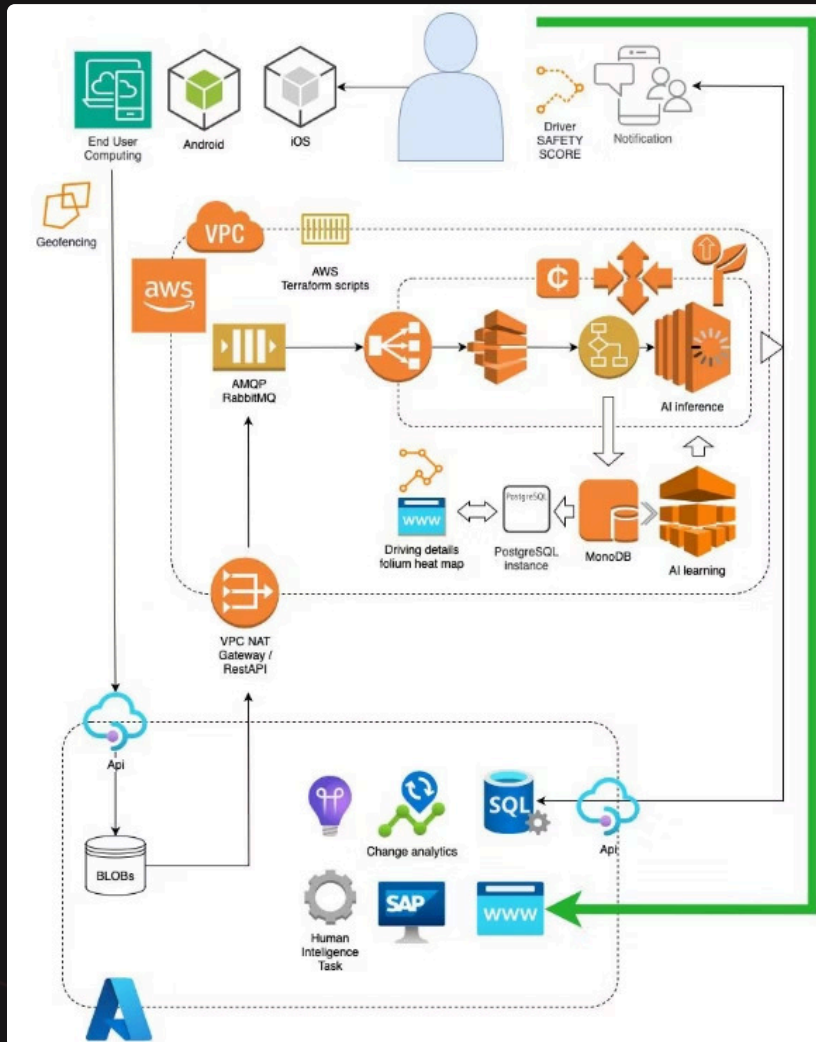 End User
Computing
Android
iOS
Driver
SAFETY
SCORE
Notification
Geofencing
VPC
aws
AWS
Terraform scripts
AMQP
RabbitMQ
AI inference
WWW
Driving details
folium heat map
PostgreSQL
PostgreSQL
instance
MonoDB
AI learning
VPC NAT
Gateway /
RestAPI
Api
BLOBs
Change analytics
SQL
Api
Human
Inteligence
Task
SAP
WWW